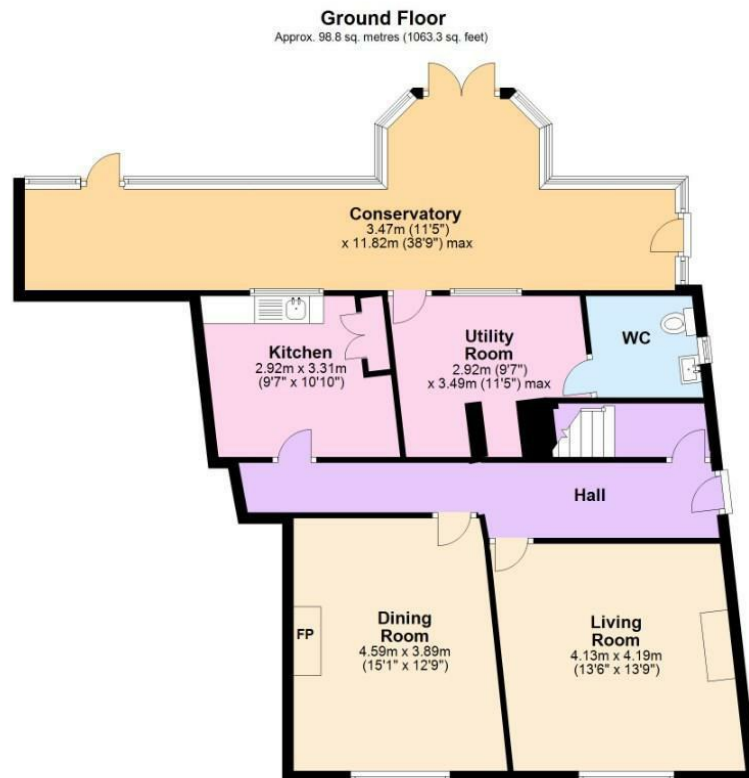 Ground Floor
Approx. 98.8 sq. metres (1063.3 sq. feet)
Conservatory
3.47m (11'5")
x 11.82m (38'9") max
Kitchen
2.92m x 3.31m
(9'7" x 10'10")
Utility
Room
2.92m (9'7")
x 3.49m (11'5") max
WC
Hall
Dining
Room
4.59m x 3.89m
(15'1" x 12'9")
FP
Living
Room
4.13m x 4.19m
(13'6" x 13'9")